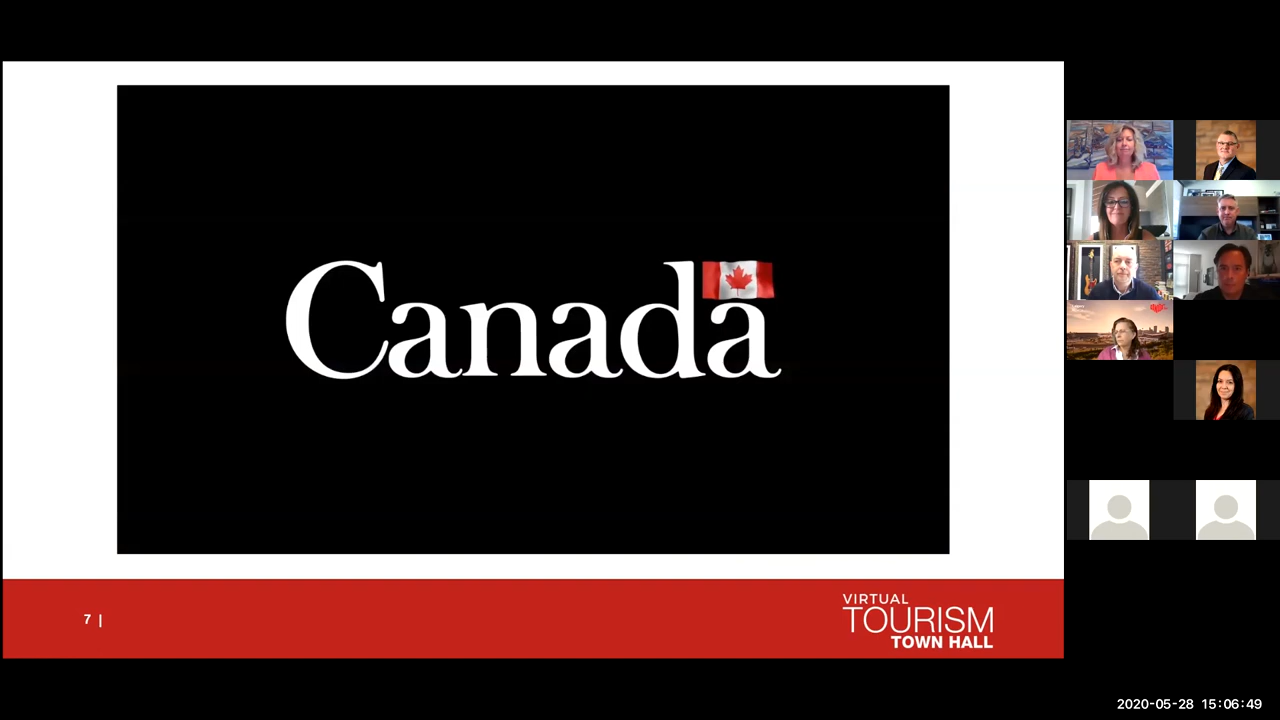 Canada
7 |
VIRTUAL
TOURISM
TOWN HALL
2020-05-28 15:06:49